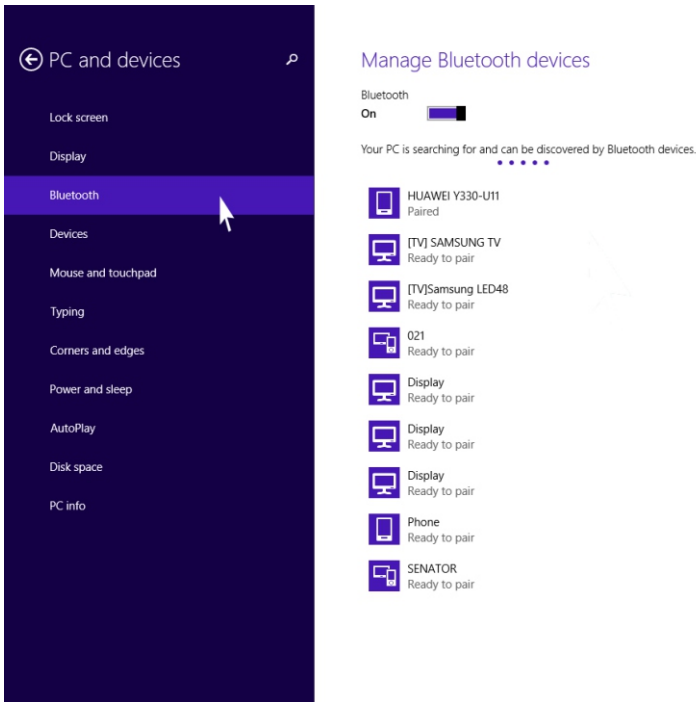 PC and devices
Lock screen
Display
Bluetooth
Devices
Mouse and touchpad
Typing
Corners and edges
Power and sleep
AutoPlay
Disk space
PC info
Manage Bluetooth devices
Bluetooth
On
Your PC is searching for and can be discovered by Bluetooth devices.
HUAWEI Y330-U11
Paired
[TV] SAMSUNG TV
Ready to pair
[TV]Samsung LED48
Ready to pair
021
Ready to pair
Display
Ready to pair
Display
Ready to pair
Display
Ready to pair
Phone
Ready to pair
SENATOR
Ready to pair